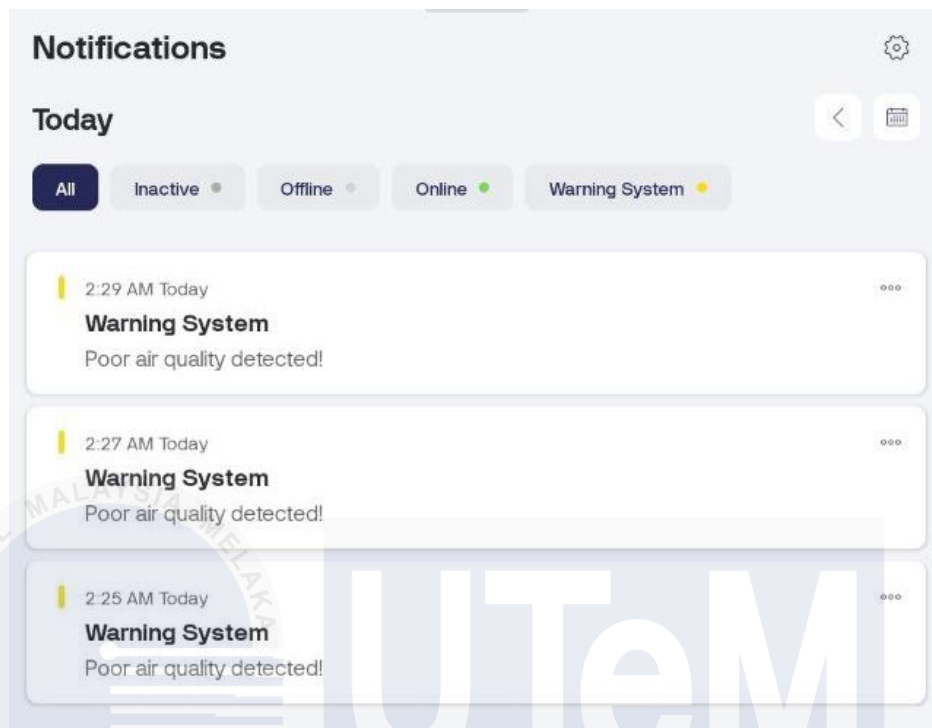 Notifications
Today
All Inactive Offline Online Warning System
2:29 AM Today
Warning System
Poor air quality detected!
2:27 AM Today
Warning System
Poor air quality detected!
2:25 AM Today
Warning System
Poor air quality detected!
MALAYSIA MELAKA
UTeM